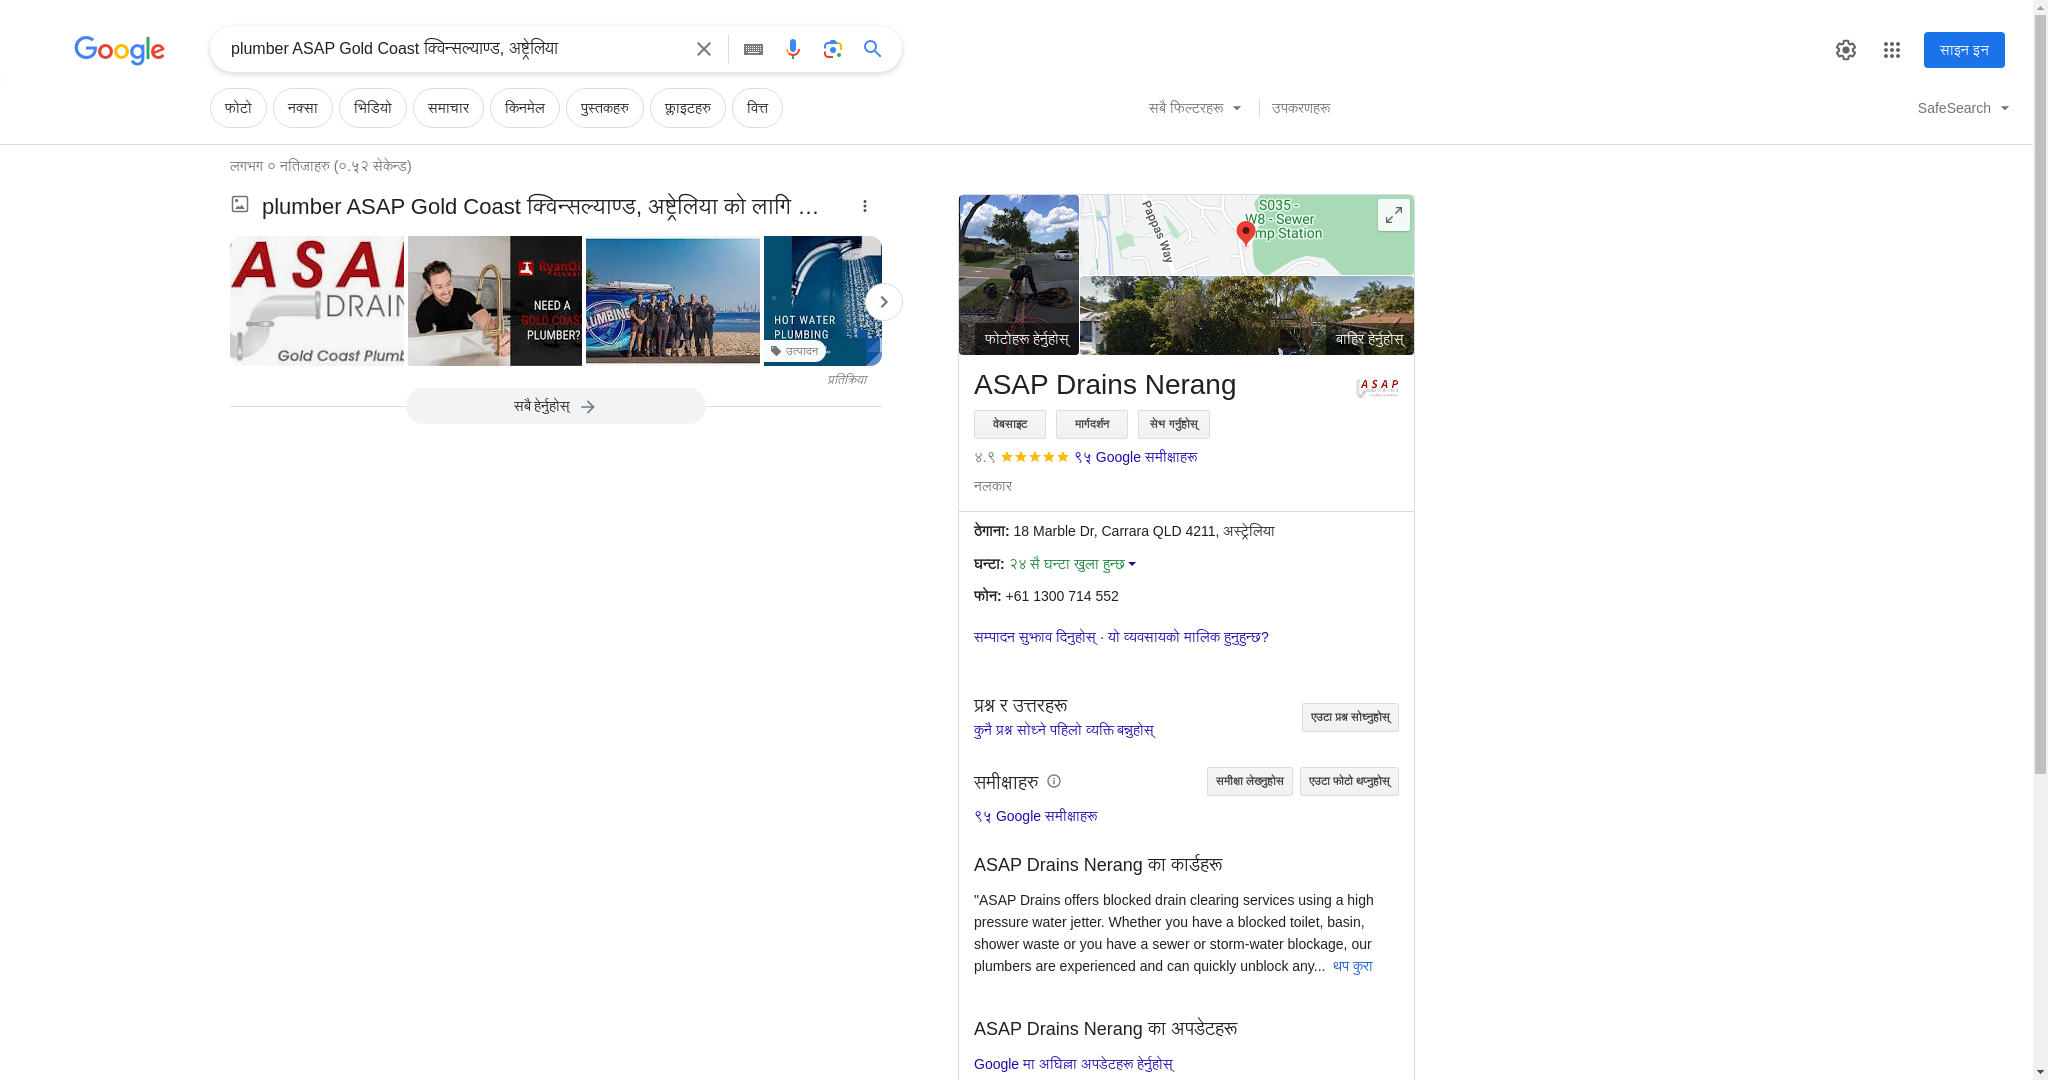 Google
plumber ASAP Gold Coast क्विन्सल्याण्ड, अष्ट्रेलिया
साइन इन
फोटो
नक्सा
भिडियो
समाचार
किनमेल
पुस्तकहरु
फ्लाइटहरु
वित्त
सबै फिल्टरहरू
उपकरणहरू
SafeSearch
लगभग ० नतिजाहरु (०.५२ सेकेन्ड)
plumber ASAP Gold Coast क्विन्सल्याण्ड, अष्ट्रेलिया को लागि ...
ASAP
DRAIN
Gold Coast Plumb
NEED A
GOLD COAST
PLUMBER?
PLUMBING
HOT WATER
PLUMBING
उत्पादन
प्रतिक्रिया
सबै हेर्नुहोस्
Pappas Way
S035 -
W8 - Sewer
mp Station
फोटोहरू हेर्नुहोस्
बाहिर हेर्नुहोस्
ASAP Drains Nerang
ASAP
वेबसाइट
मार्गदर्शन
सेभ गर्नुहोस्
४.९ ९५ Google समीक्षाहरू
नलकार
ठेगाना: 18 Marble Dr, Carrara QLD 4211, अस्ट्रेलिया
घन्टा: २४ सै घन्टा खुला हुन्छ
फोन: +61 1300 714 552
सम्पादन सुझाव दिनुहोस् · यो व्यवसायको मालिक हुनुहुन्छ?
प्रश्न र उत्तरहरू
कुनै प्रश्न सोध्ने पहिलो व्यक्ति बन्नुहोस्
एउटा प्रश्न सोध्नुहोस्
समीक्षाहरु
समीक्षा लेख्नुहोस
एउटा फोटो थप्नुहोस्
९५ Google समीक्षाहरू
ASAP Drains Nerang का कार्डहरू
"ASAP Drains offers blocked drain clearing services using a high
pressure water jetter. Whether you have a blocked toilet, basin,
shower waste or you have a sewer or storm-water blockage, our
plumbers are experienced and can quickly unblock any... थप कुरा
ASAP Drains Nerang का अपडेटहरू
Google मा अघिल्ला अपडेटहरू हेर्नुहोस्